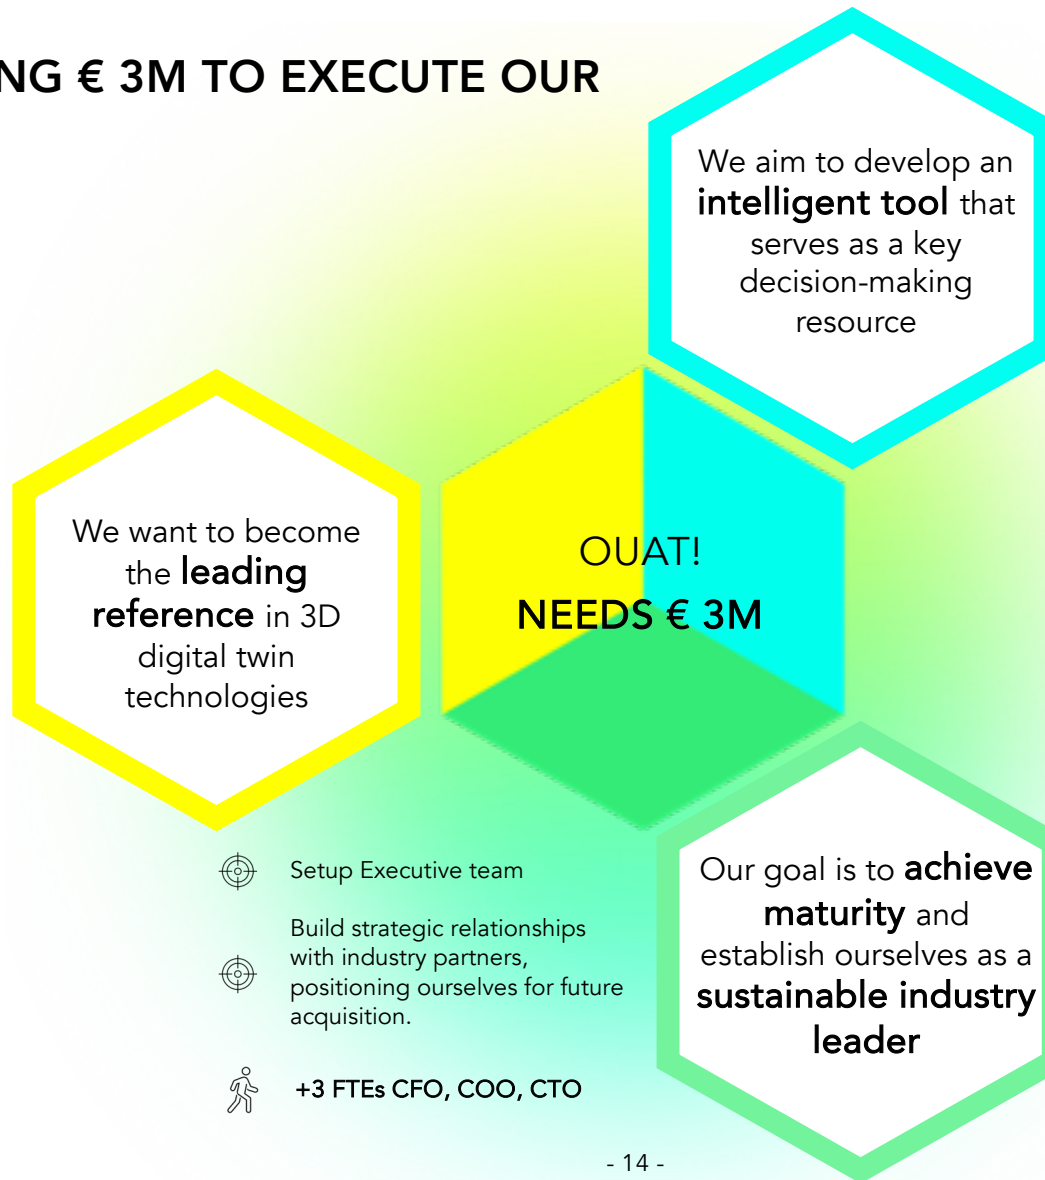 NG € 3M TO EXECUTE OUR
We aim to develop an
intelligent tool that
serves as a key
decision-making
resource
We want to become
the leading
reference in 3D
digital twin
technologies
OUAT!
NEEDS € 3M
Our goal is to achieve
maturity and
establish ourselves as a
sustainable industry
leader
Setup Executive team
Build strategic relationships
with industry partners,
positioning ourselves for future
acquisition.
+3 FTEs CFO, COO, CTO
- 14 -